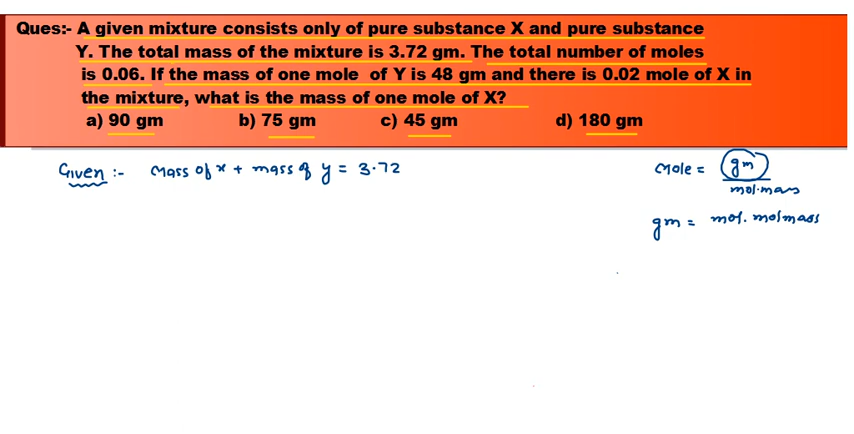 Ques:- A given mixture consists only of pure substance X and pure substance
Y. The total mass of the mixture is 3.72 gm. The total number of moles
is 0.06. If the mass of one mole of Y is 48 gm and there is 0.02 mole of X in
the mixture, what is the mass of one mole of X?
a) 90 gm b) 75 gm c) 45 gm d) 180 gm
Given :- Mass of x + mass of y = 3.72
Mole = gm
mol.mass
gm = mol. molmass